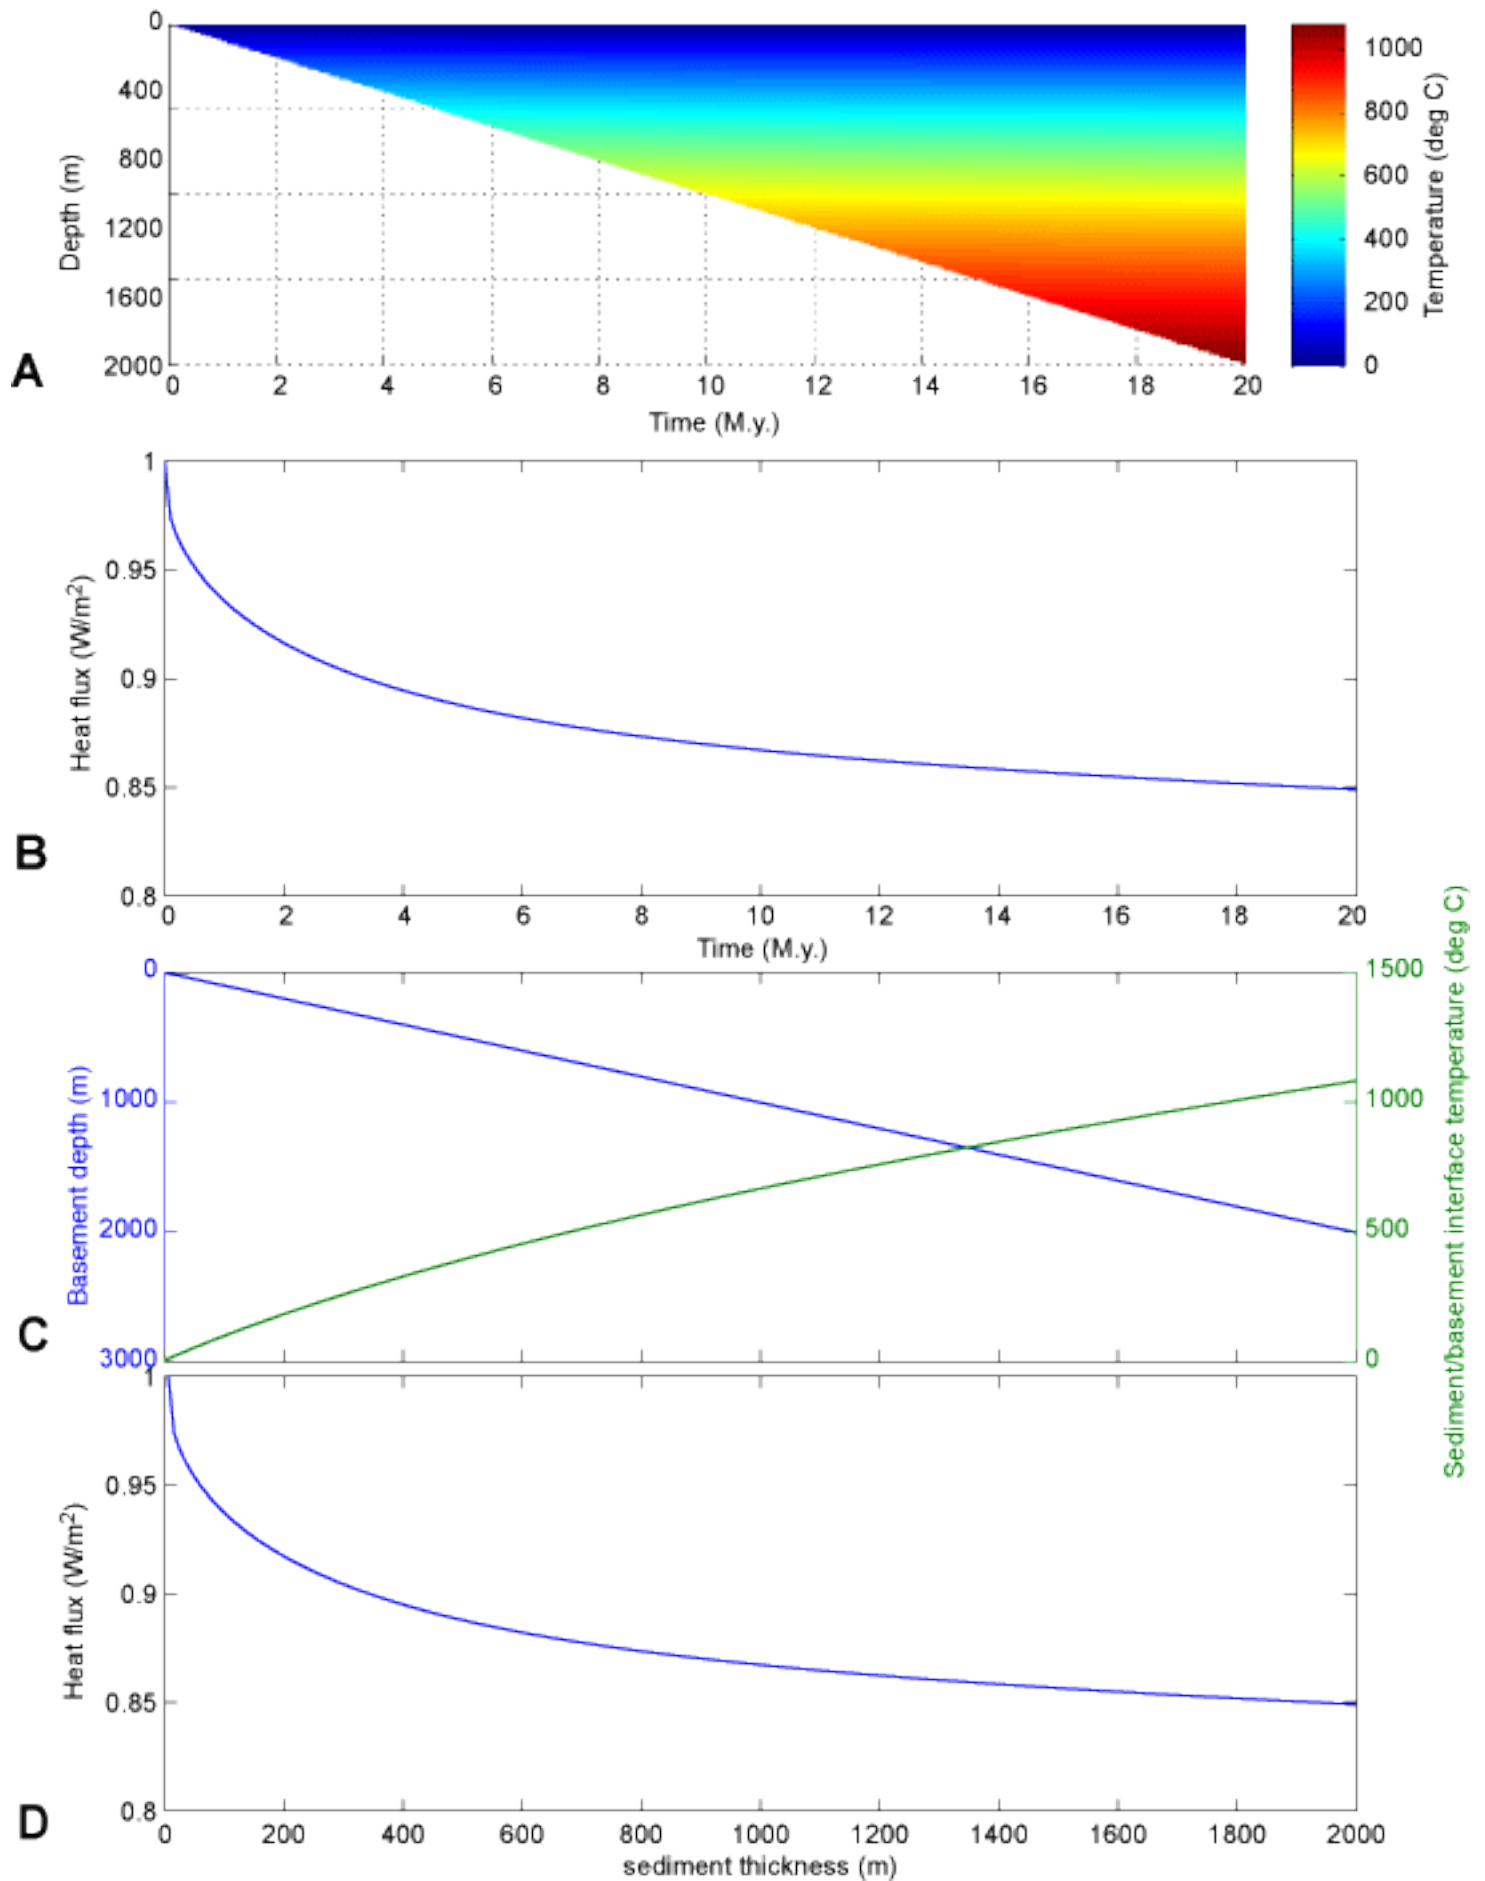 0
400
800
1200
1600
2000
Depth (m)
A
0 2 4 6 8 10 12 14 16 18 20
Time (M.y.)
1000
800
600
400
200
0
Temperature (deg C)
1
0.95
0.9
0.85
0.8
Heat flux (W/m²)
B
0 2 4 6 8 10 12 14 16 18 20
Time (M.y.)
0
1000
2000
3000
Basement depth (m)
C
1500
1000
500
0
Sediment/basement interface temperature (deg C)
1
0.95
0.9
0.85
0.8
Heat flux (W/m²)
D
0 200 400 600 800 1000 1200 1400 1600 1800 2000
sediment thickness (m)